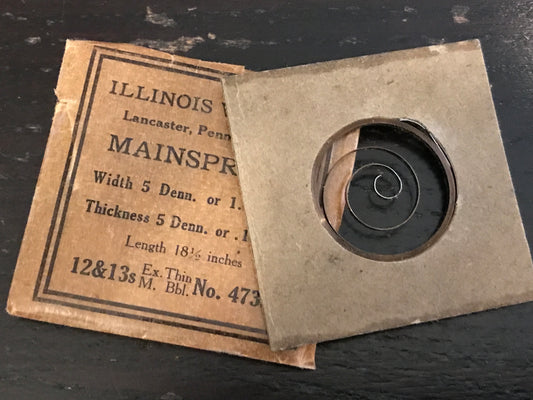 ILLINOIS
Lancaster, Penn
MAINSPR
Width 5 Denn. or 1.
Thickness 5 Denn. or .1
Length 18½ inches
12&13s Ex. Thin M. Bbl. No. 473